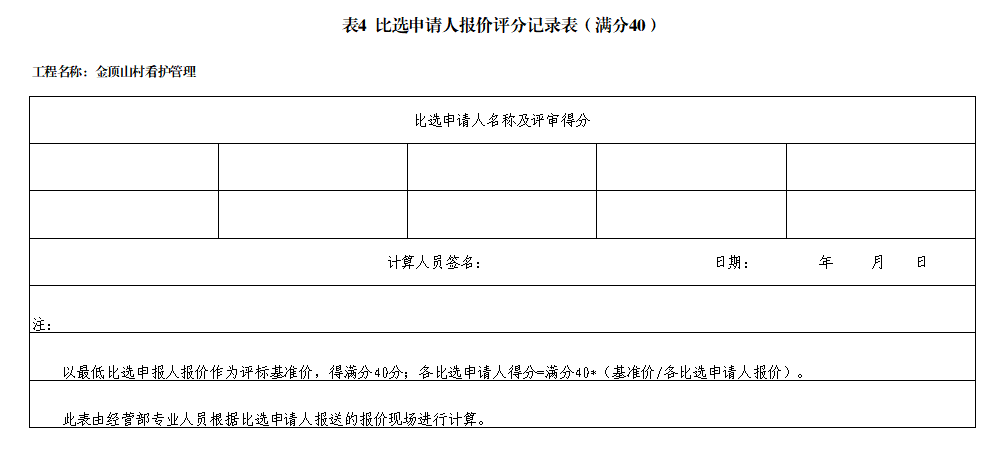 表4 比选申请人报价评分记录表（满分40）
工程名称：金顶山村看护管理
比选申请人名称及评审得分
计算人员签名： 日期： 年 月 日
注：
以最低比选申报人报价作为评标基准价，得满分40分；各比选申请人得分=满分40*（基准价/各比选申请人报价）。
此表由经营部专业人员根据比选申请人报送的报价现场进行计算。